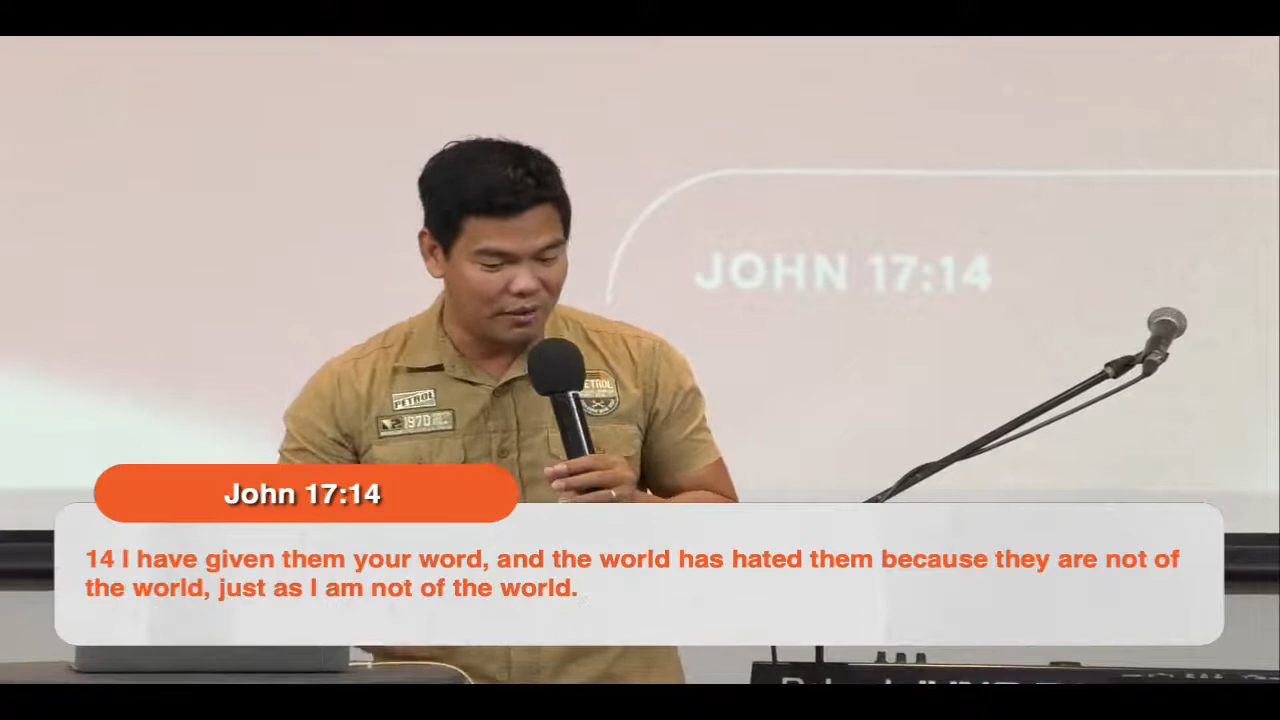 JOHN 17:14
PETROL
1970
PETROL
John 17:14
14 I have given them your word, and the world has hated them because they are not of
the world, just as I am not of the world.